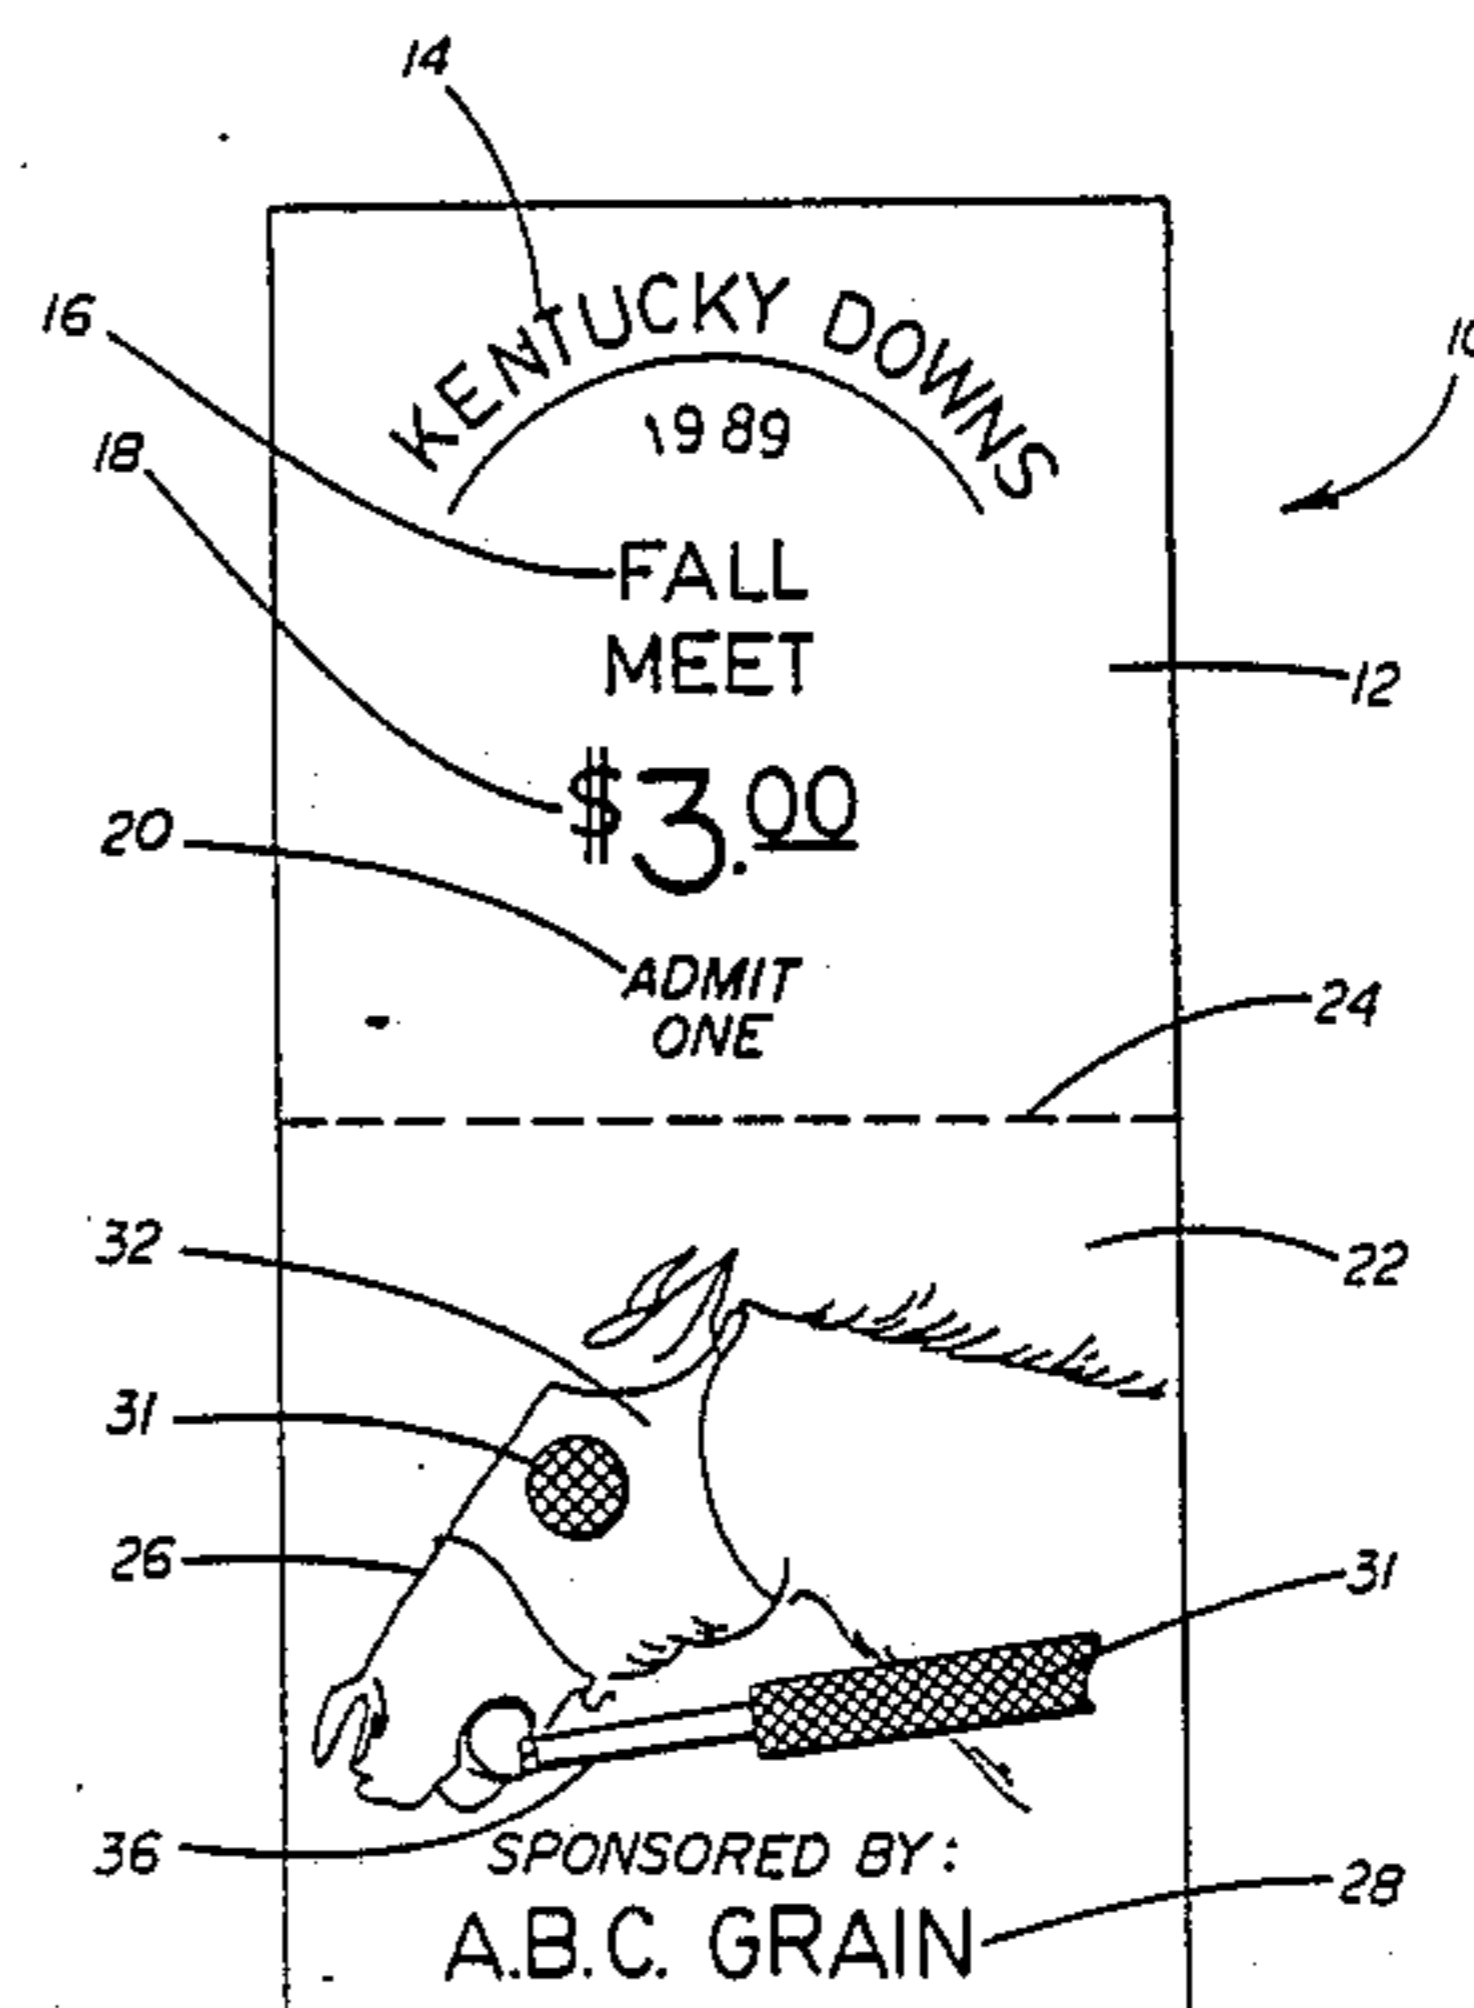 14
KENTUCKY DOWNS
16
1989
18
FALL
MEET
12
$3.00
20
ADMIT
ONE
24
32
22
31
26
31
36
SPONSORED BY:
28
A.B.C. GRAIN